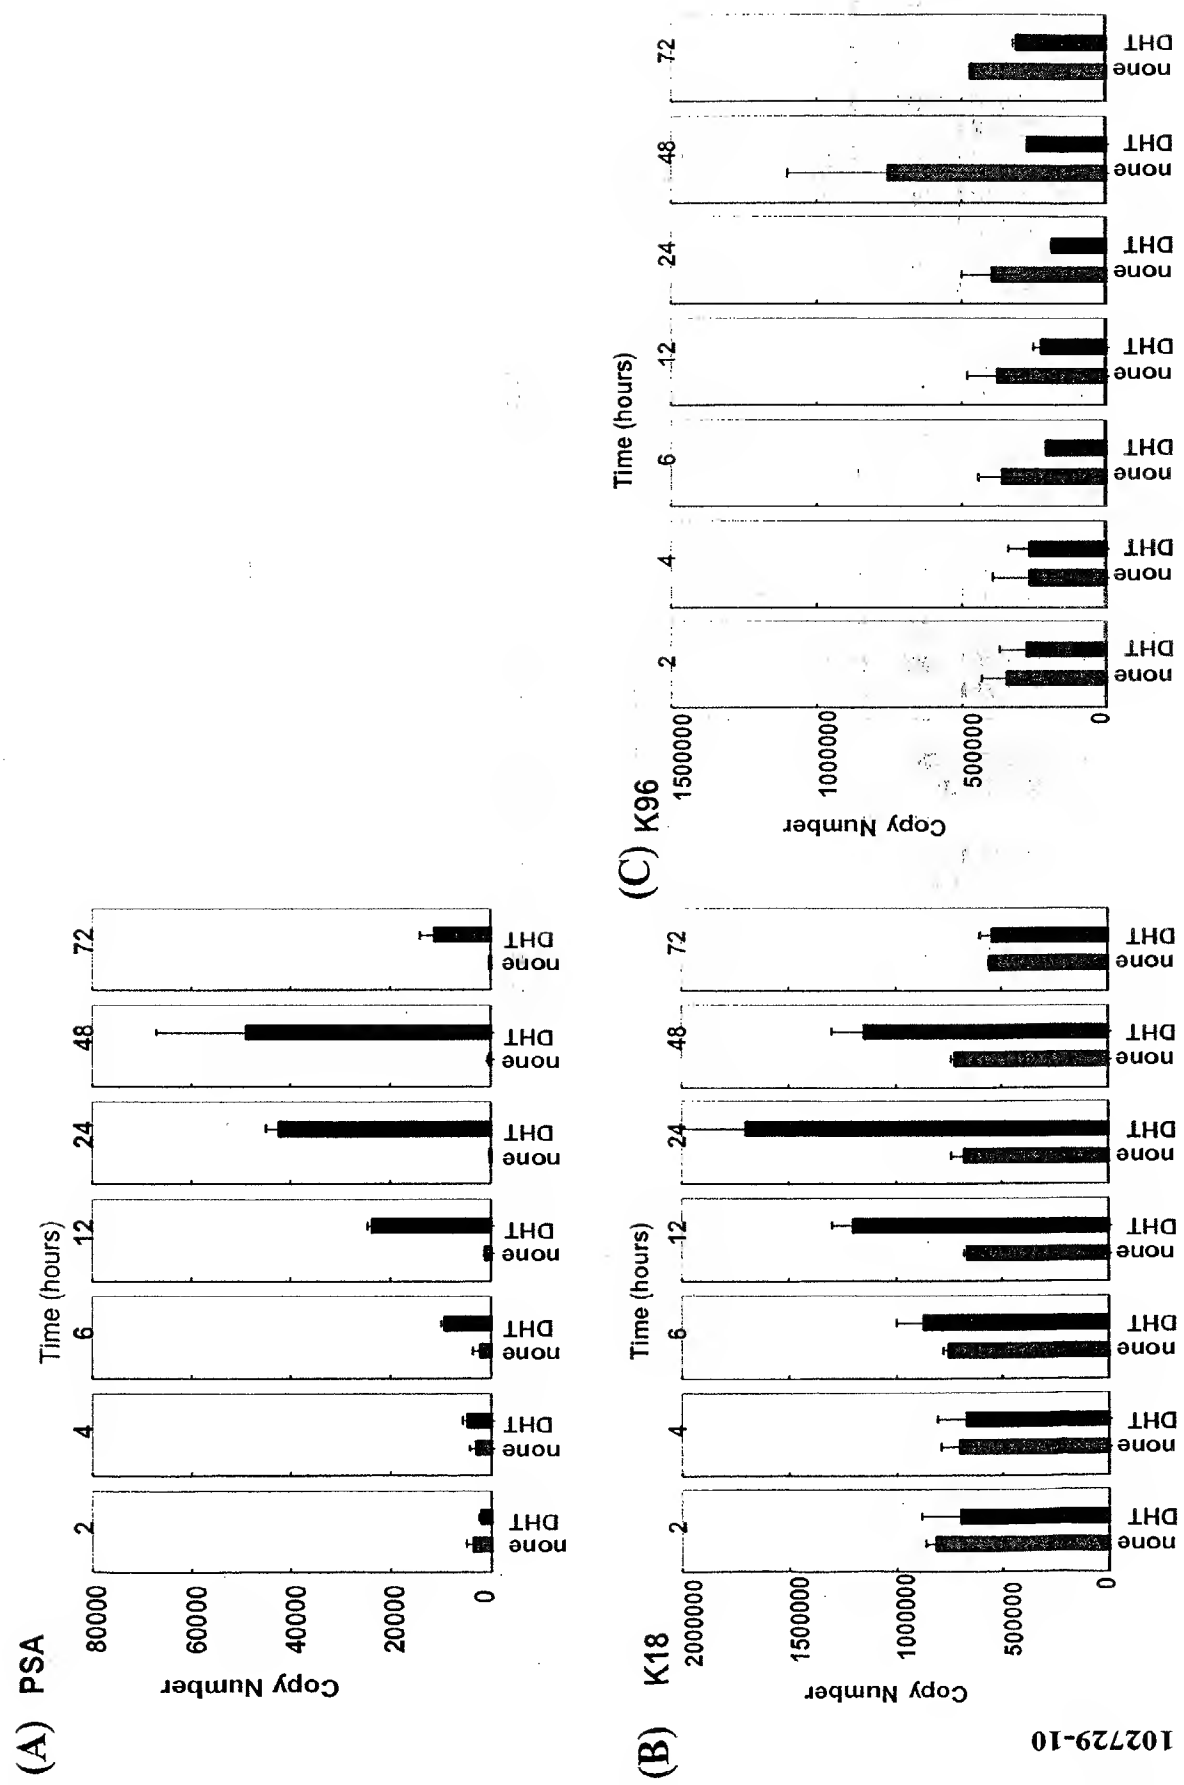 (A) PSA
Time (hours)
2 4 6 12 24 48 72
80000
60000
40000
20000
0
Copy Number
none DHT none DHT none DHT none DHT none DHT none DHT none DHT
(B) K18
Time (hours)
2 4 6 12 24 48 72
2000000
1500000
1000000
500000
0
Copy Number
none DHT none DHT none DHT none DHT none DHT none DHT none DHT
(C) K96
Time (hours)
2 4 6 12 24 48 72
1500000
1000000
500000
0
Copy Number
none DHT none DHT none DHT none DHT none DHT none DHT none DHT
102729-10